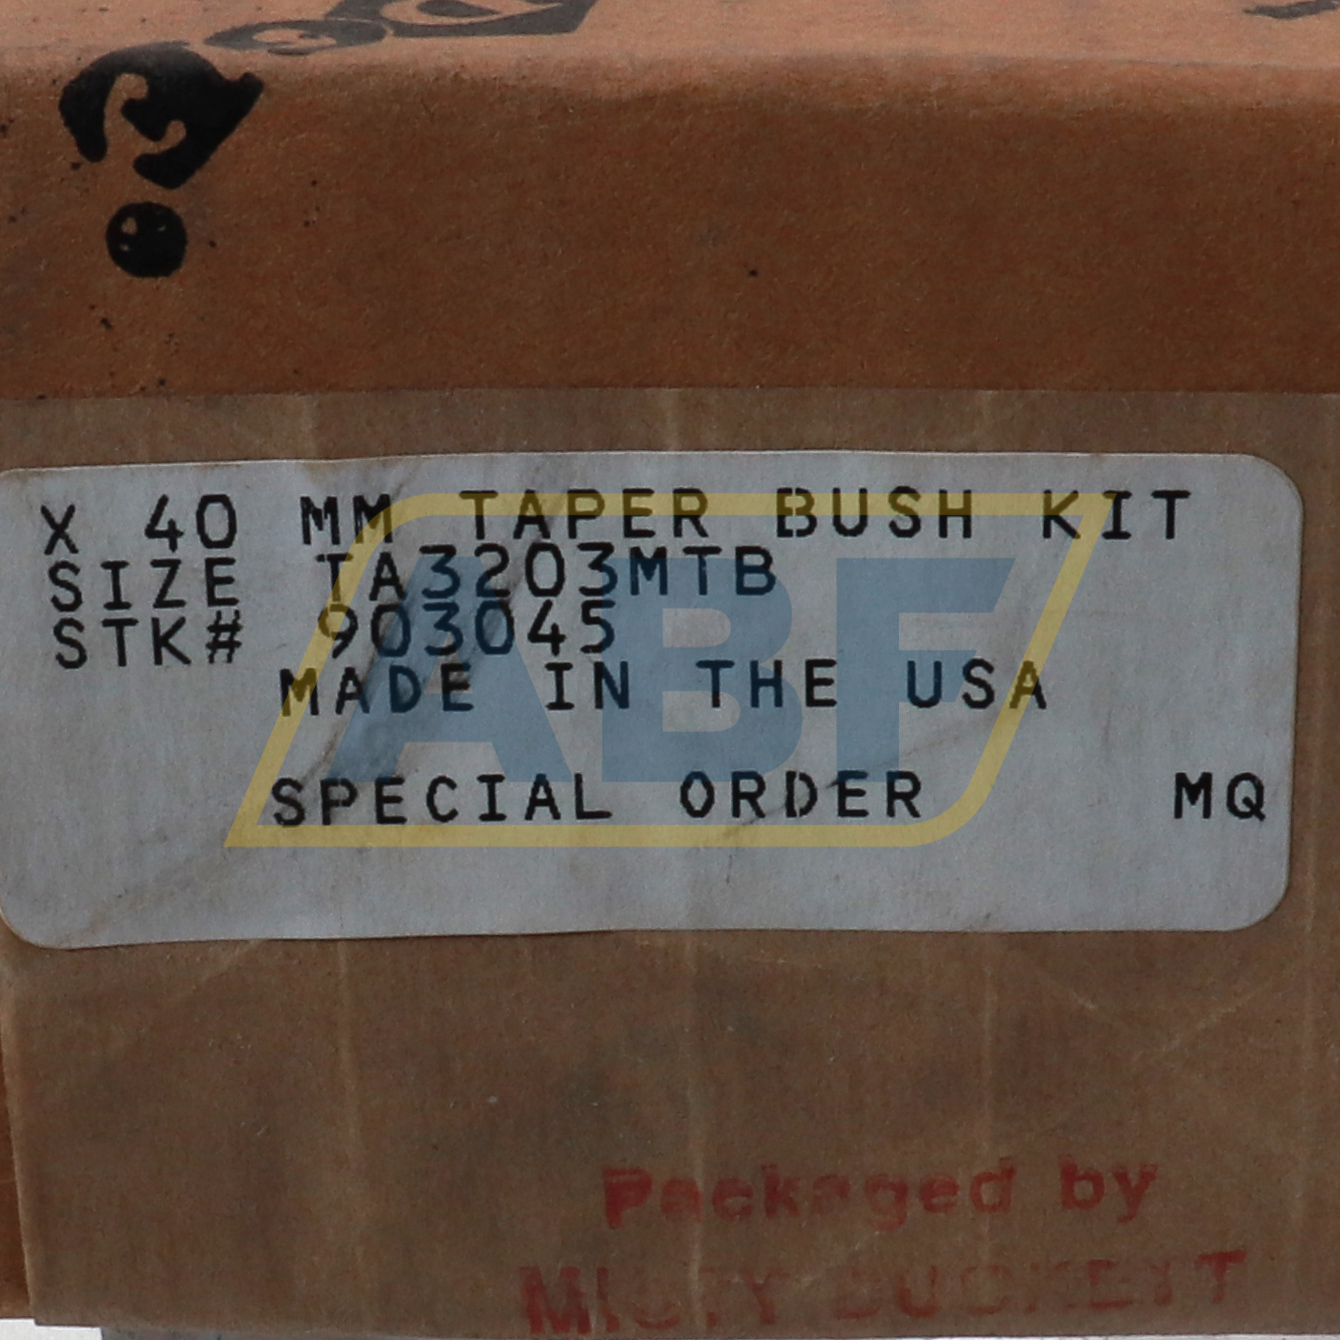 X 40 MM TAPER BUSH KIT
SIZE TA3203MTB
STK# 903045
MADE IN THE USA
SPECIAL ORDER MQ
ABF
Packaged by